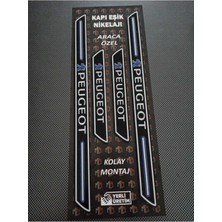 KAPI EŞİK
NİKELAJI
ARACA
ÖZEL
PEUGEOT
PEUGEOT
PEUGEOT
PEUGEOT
KOLAY
MONTAJ
YERLİ
ÜRETİM